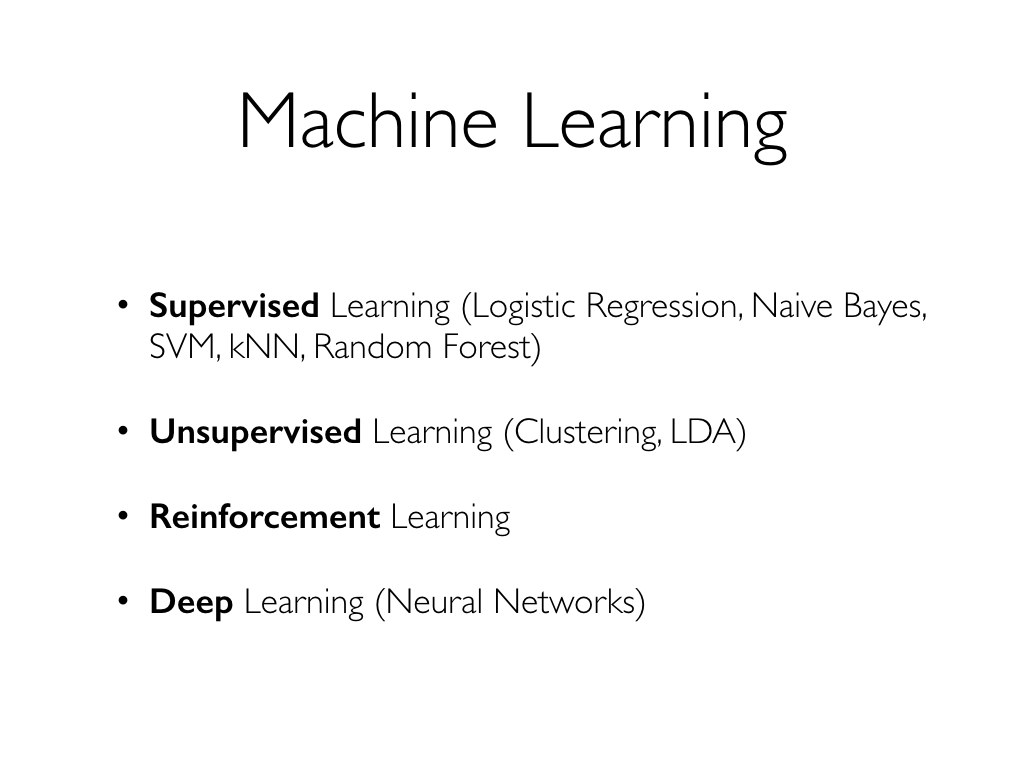 Machine Learning
• Supervised Learning (Logistic Regression, Naive Bayes,
SVM, kNN, Random Forest)
• Unsupervised Learning (Clustering, LDA)
• Reinforcement Learning
• Deep Learning (Neural Networks)